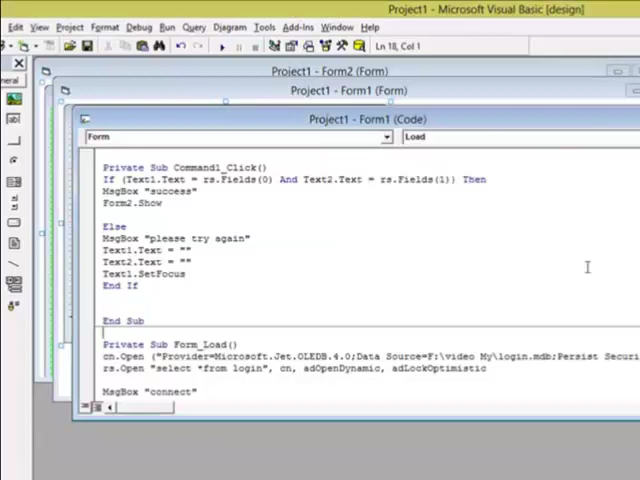 Project1 - Microsoft Visual Basic [design]
Edit View Project Format Debug Run Query Diagram Tools Add-Ins Window Help
Ln 18, Col 1
Project1 - Form2 (Form)
Project1 - Form1 (Form)
Project1 - Form1 (Code)
Form Load
Private Sub Command1_Click()
If (Text1.Text = rs.Fields(0) And Text2.Text = rs.Fields(1)) Then
MsgBox "success"
Form2.Show
Else
MsgBox "please try again"
Text1.Text = ""
Text2.Text = ""
Text1.SetFocus
End If
End Sub
Private Sub Form_Load()
cn.Open ("Provider=Microsoft.Jet.OLEDB.4.0;Data Source=F:\video My\login.mdb;Persist Securi
rs.Open "select *from login", cn, adOpenDynamic, adLockOptimistic
MsgBox "connect"